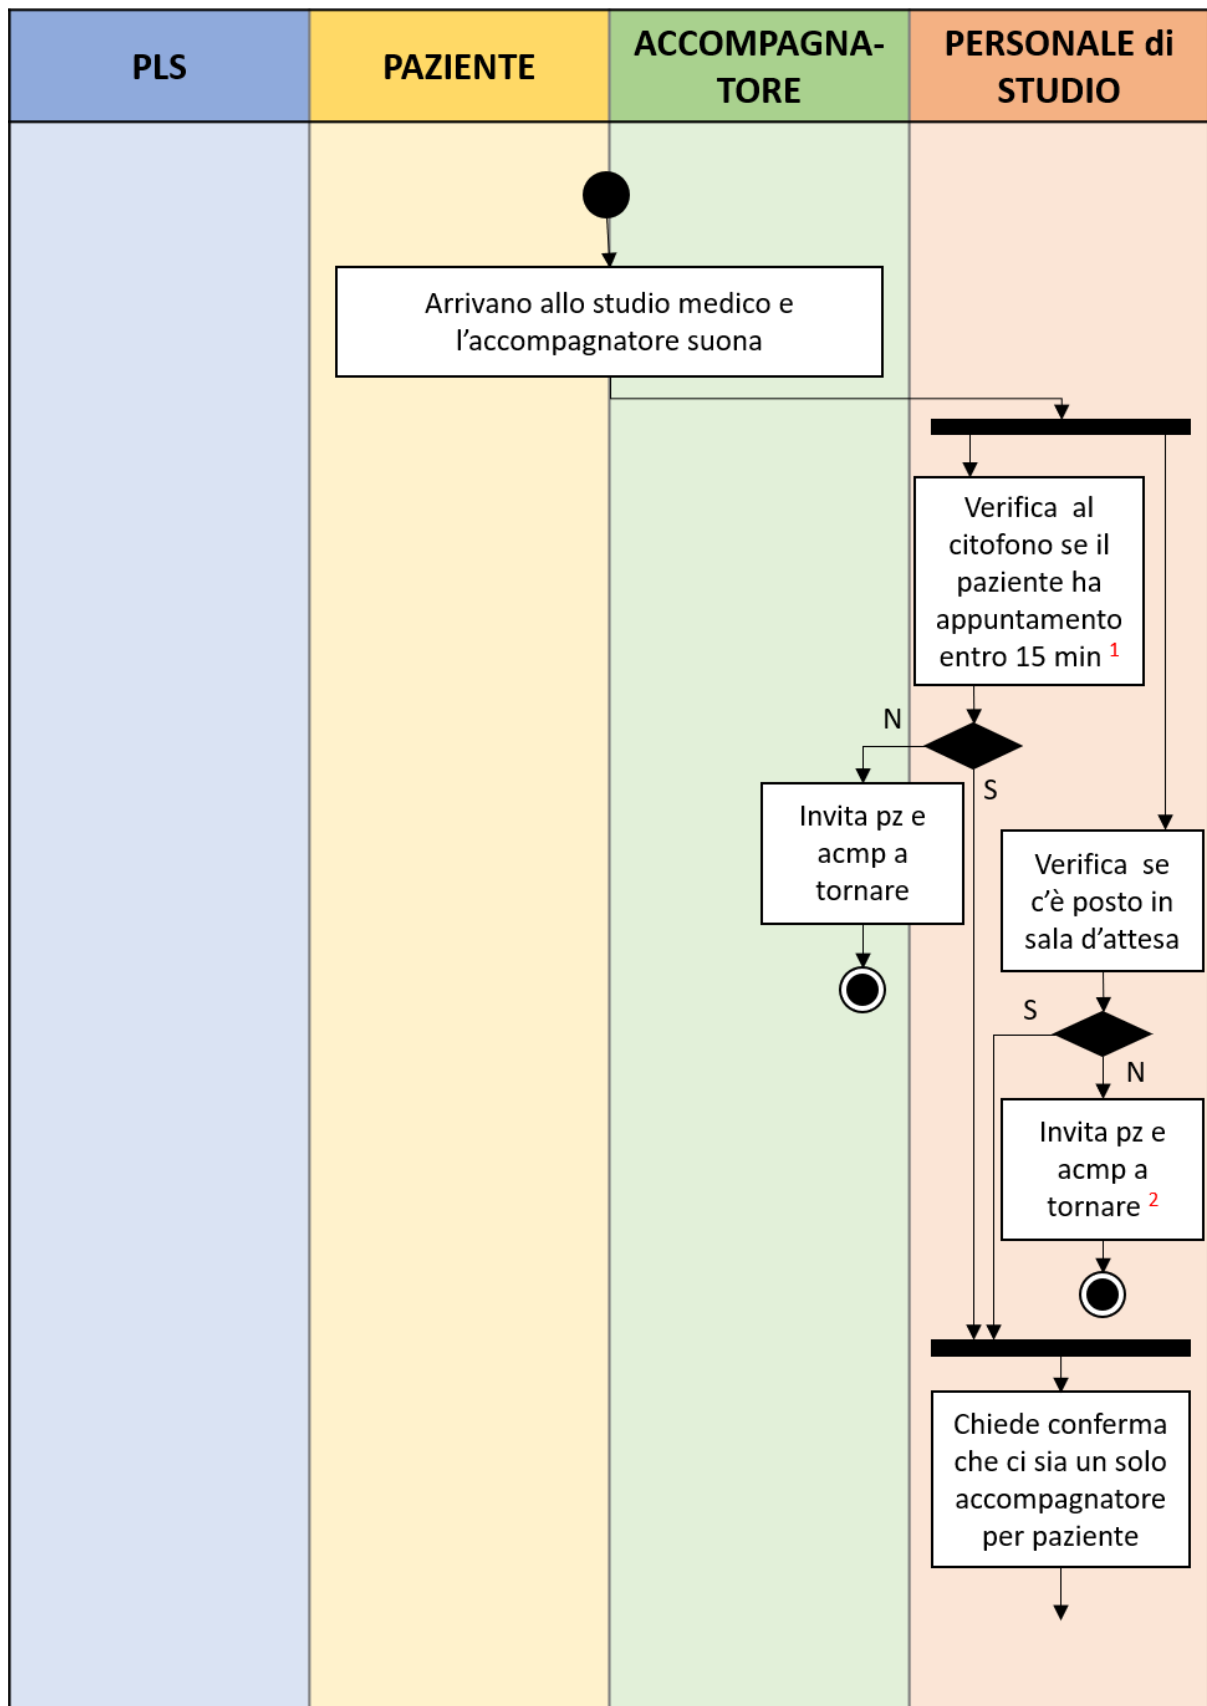 PLS
PAZIENTE
ACCOMPAGNA-
TORE
PERSONALE di
STUDIO
Arrivano allo studio medico e
l'accompagnatore suona
Verifica al
citofono se il
paziente ha
appuntamento
entro 15 min 1
N
S
Invita pz e
acmp a
tornare
Verifica se
c'è posto in
sala d'attesa
S
N
Invita pz e
acmp a
tornare 2
Chiede conferma
che ci sia un solo
accompagnatore
per paziente